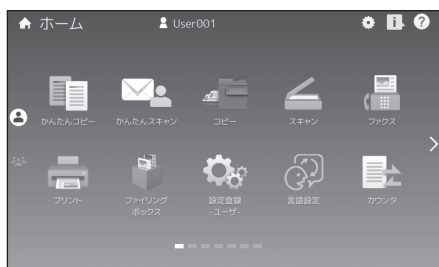 ホーム
User001
かんたんコピー
かんたんスキャン
コピー
スキャン
ファクス
プリント
ファイリング
ボックス
設定登録
-ユーザ-
言語設定
カウンタ